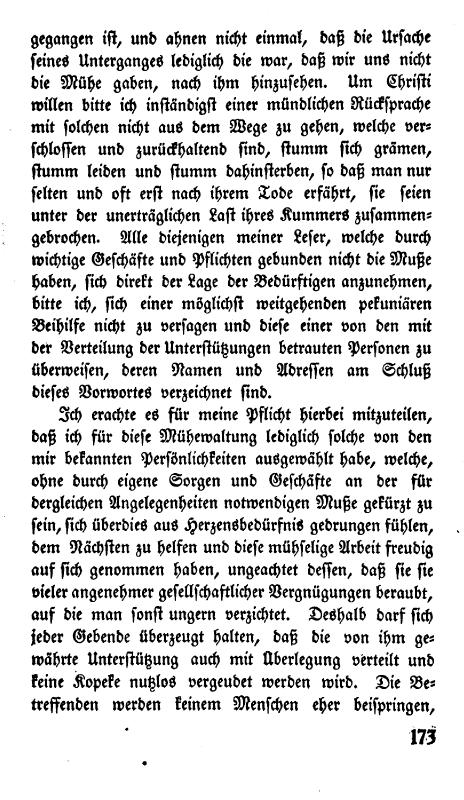 gegangen ist, und ahnen nicht einmal, daß die Ursache
seines Unterganges lediglich die war, daß wir uns nicht
die Mühe gaben, nach ihm hinzusehen. Um Christi
willen bitte ich inständigst einer mündlichen Rücksprache
mit solchen nicht aus dem Wege zu gehen, welche ver-
schlossen und zurückhaltend sind, stumm sich grämen,
stumm leiden und stumm dahinsterben, so daß man nur
selten und oft erst nach ihrem Tode erfährt, sie seien
unter der unerträglichen Last ihres Kummers zusammen-
gebrochen. Alle diejenigen meiner Leser, welche durch
wichtige Geschäfte und Pflichten gebunden nicht die Muße
haben, sich direkt der Lage der Bedürftigen anzunehmen,
bitte ich, sich einer möglichst weitgehenden pekuniären
Beihilfe nicht zu versagen und diese einer von den mit
der Verteilung der Unterstützungen betrauten Personen zu
überweisen, deren Namen und Adressen am Schluß
dieses Vorwortes verzeichnet sind.
Ich erachte es für meine Pflicht hierbei mitzuteilen,
daß ich für diese Mühewaltung lediglich solche von den
mir bekannten Persönlichkeiten ausgewählt habe, welche,
ohne durch eigene Sorgen und Geschäfte an der für
dergleichen Angelegenheiten notwendigen Muße gekürzt zu
sein, sich überdies aus Herzensbedürfnis gedrungen fühlen,
dem Nächsten zu helfen und diese mühselige Arbeit freudig
auf sich genommen haben, ungeachtet dessen, daß sie sie
vieler angenehmer gesellschaftlicher Vergnügungen beraubt,
auf die man sonst ungern verzichtet. Deshalb darf sich
jeder Gebende überzeugt halten, daß die von ihm ge-
währte Unterstützung auch mit Überlegung verteilt und
keine Kopeke nutzlos vergeudet werden wird. Die Be-
treffenden werden keinem Menschen eher beispringen,
173